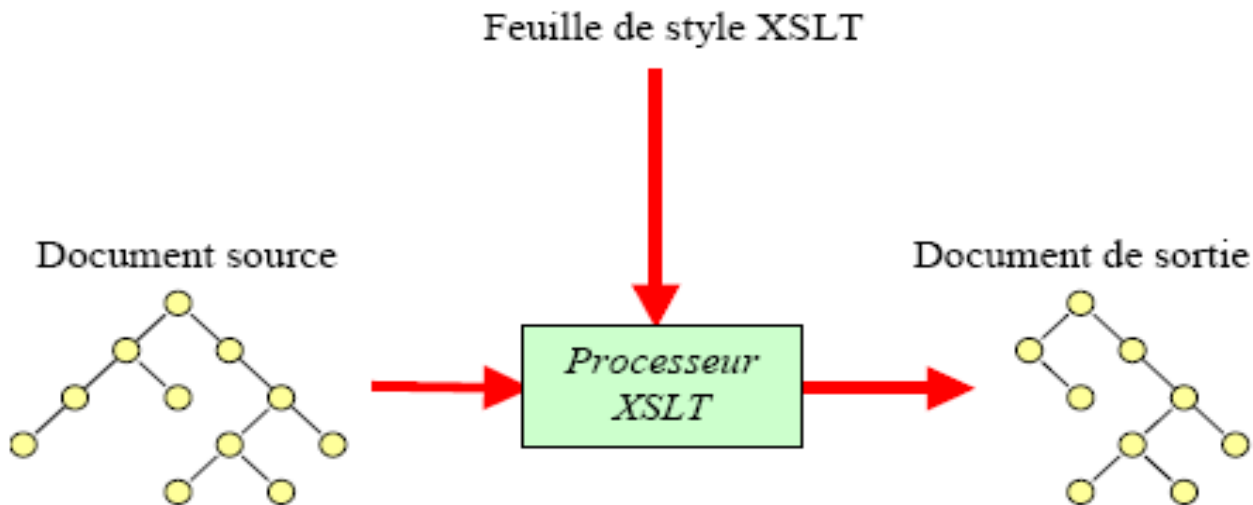 Feuille de style XSLT
Document source
Document de sortie
Processeur
XSLT